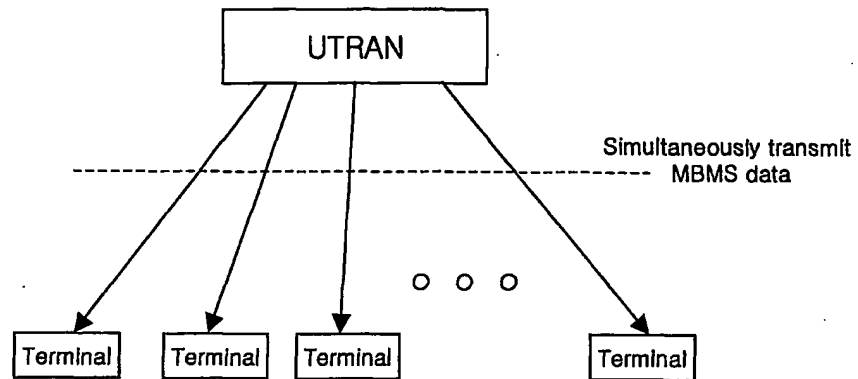 UTRAN
Simultaneously transmit
MBMS data
Terminal
Terminal
Terminal
Terminal